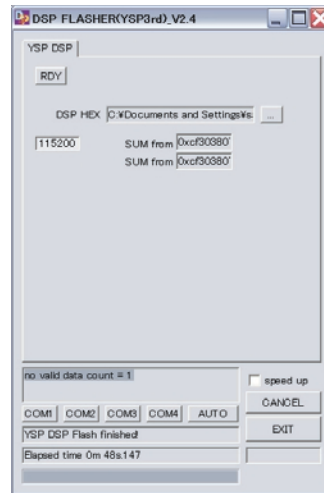 DSP FLASHER(YSP3rd)_V2.4
YSP DSP
RDY
DSP HEX C:¥Documents and Settings¥s ...
115200 SUM from 0xcf30380
SUM from 0xcf30380
no valid data count = 1
speed up
COM1 COM2 COM3 COM4 AUTO CANCEL
YSP DSP Flash finished!
EXIT
Elapsed time 0m 48s.147